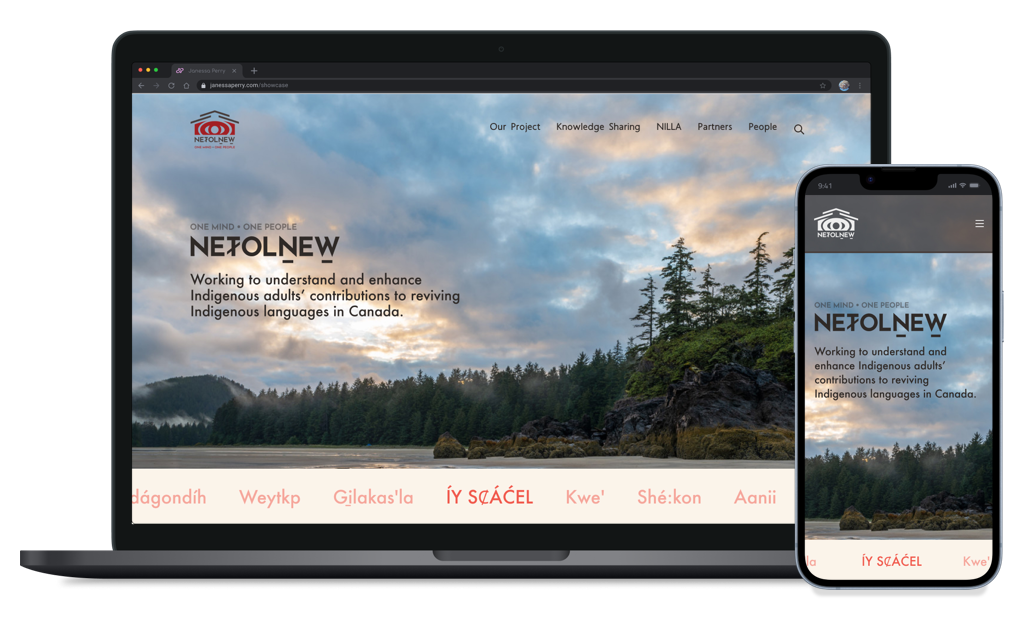 Janessa Perry
janessaperry.com/showcase
NEȾOLṈEW̱
ONE MIND • ONE PEOPLE
Our Project Knowledge Sharing NILLA Partners People
ONE MIND • ONE PEOPLE
NEȾOLṈEW̱
Working to understand and enhance
Indigenous adults’ contributions to reviving
Indigenous languages in Canada.
dágondíh Weytkp G̱ilakas'la ÍY SȻÁĆEL Kwe' Shé:kon Aanii
9:41
NEȾOLṈEW̱
ONE MIND • ONE PEOPLE
NEȾOLṈEW̱
Working to understand and
enhance Indigenous adults’
contributions to reviving
Indigenous languages in Canada.
la ÍY SȻÁĆEL Kwe'